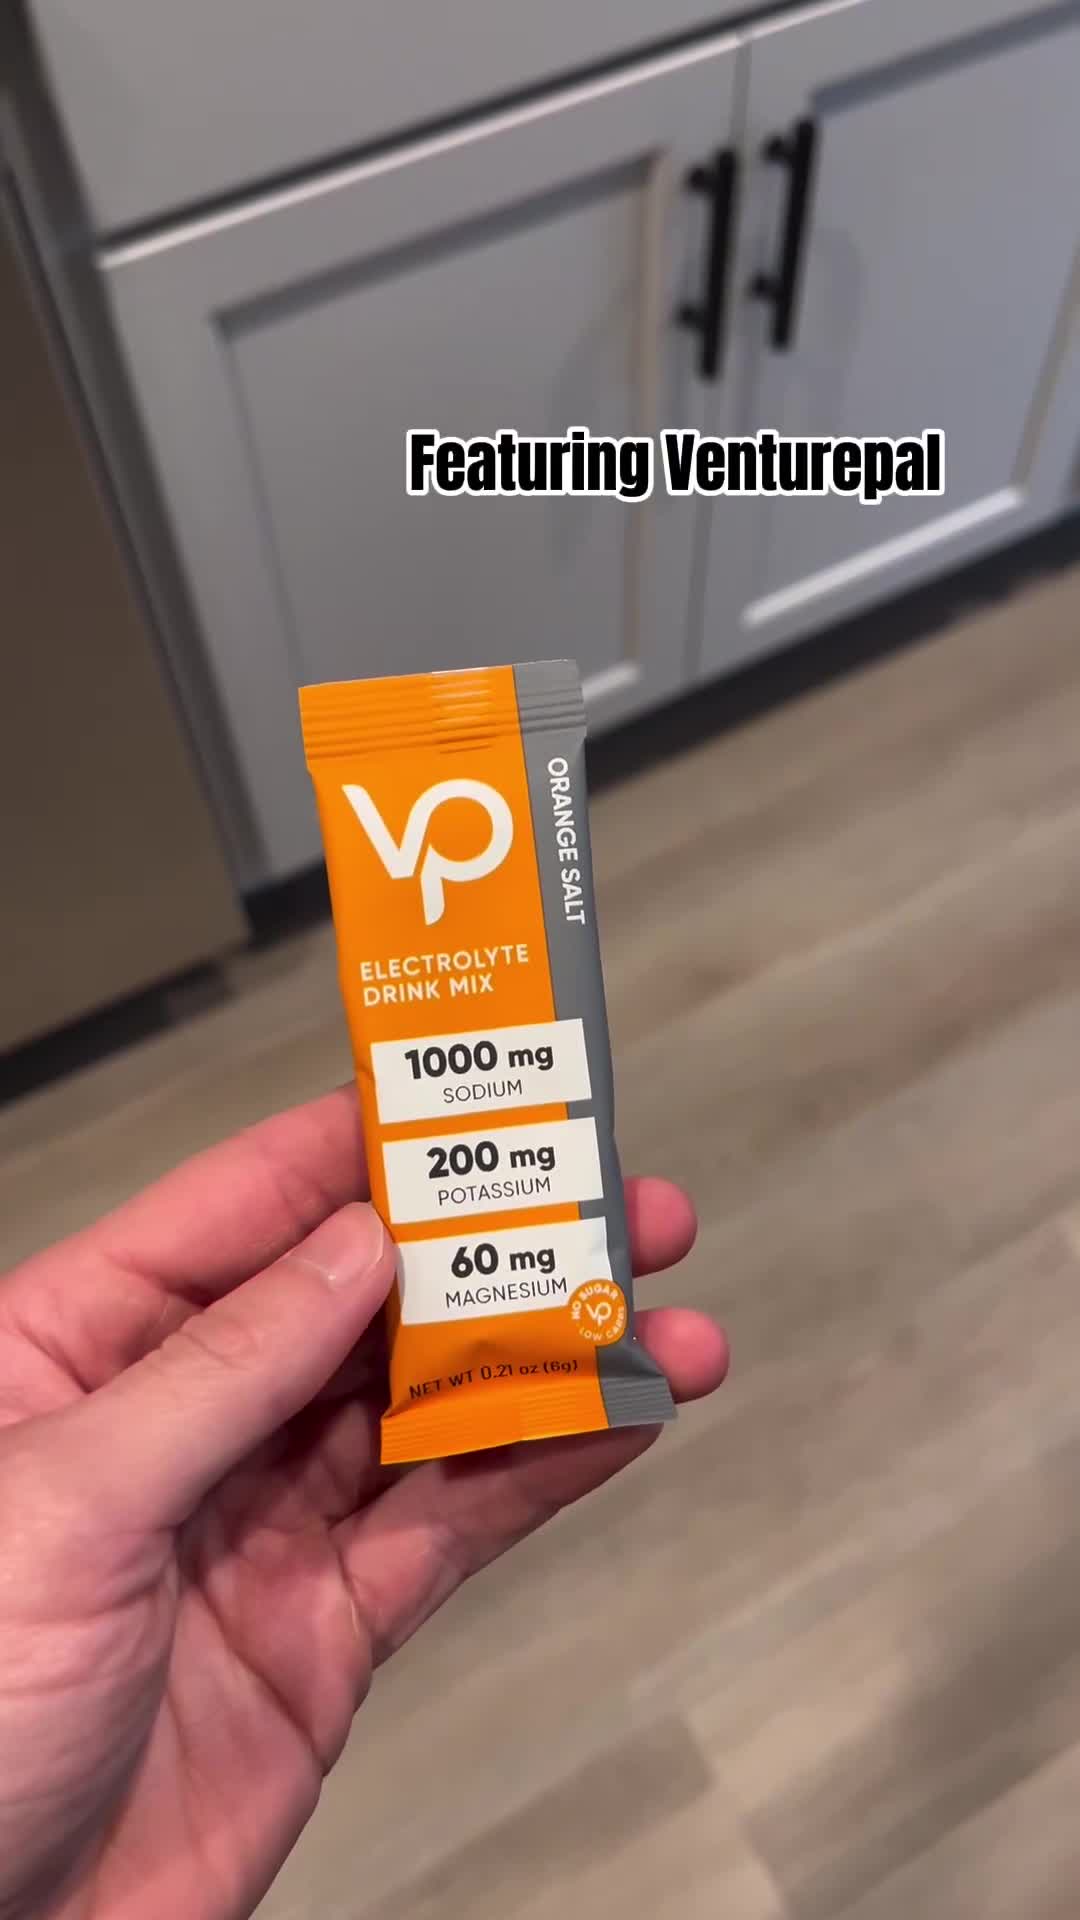 Featuring Venturepal
VP
ORANGE SALT
ELECTROLYTE
DRINK MIX
1000 mg
SODIUM
200 mg
POTASSIUM
60 mg
MAGNESIUM
NO SUGAR
VP
LOW CARBS
NET WT 0.21 oz (6g)